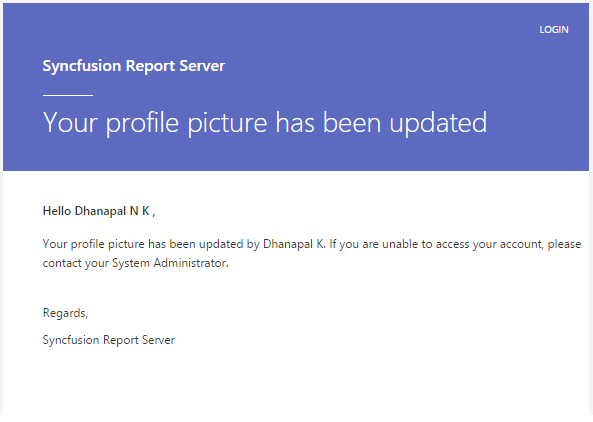 LOGIN
Syncfusion Report Server
Your profile picture has been updated
Hello Dhanapal N K ,
Your profile picture has been updated by Dhanapal K. If you are unable to access your account, please
contact your System Administrator.
Regards,
Syncfusion Report Server